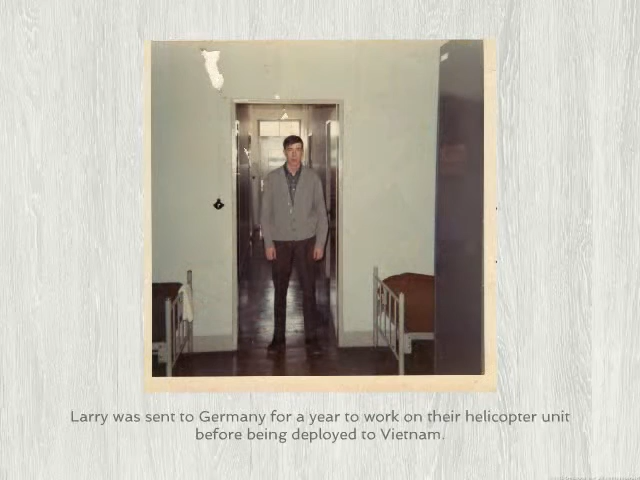 Larry was sent to Germany for a year to work on their helicopter unit
before being deployed to Vietnam.